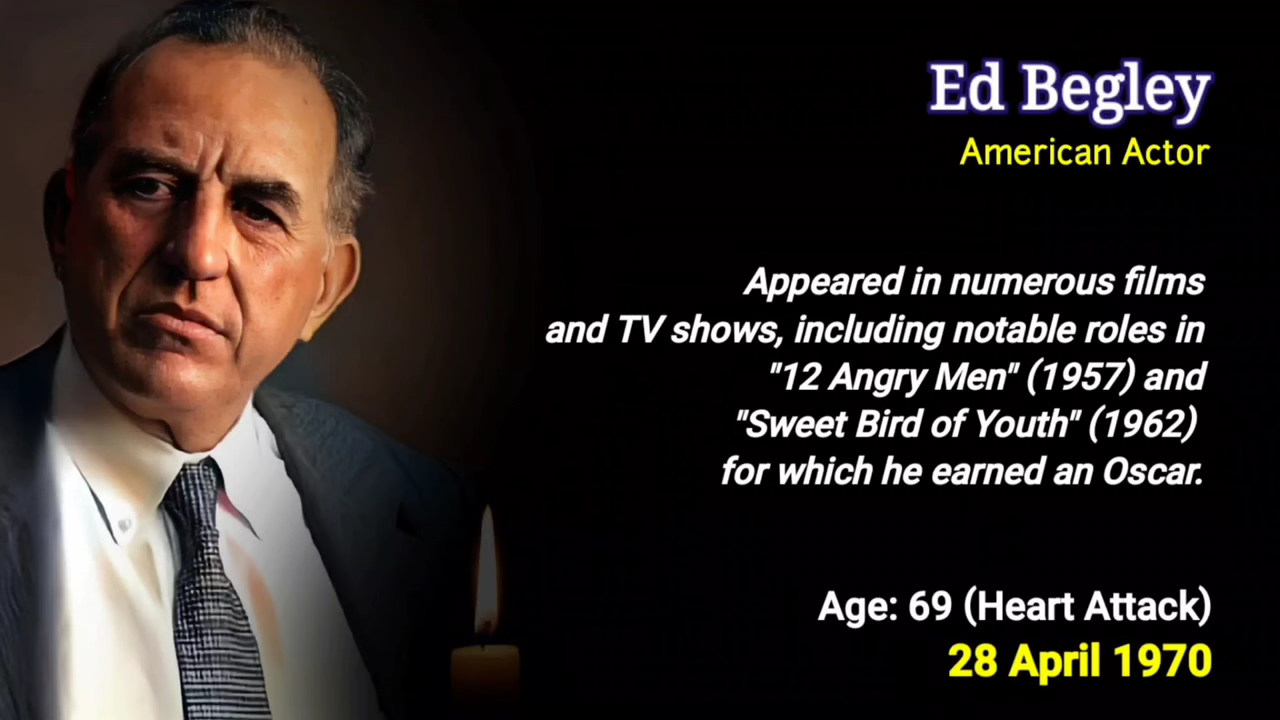 Ed Begley
American Actor
Appeared in numerous films
and TV shows, including notable roles in
"12 Angry Men" (1957) and
"Sweet Bird of Youth" (1962)
for which he earned an Oscar.
Age: 69 (Heart Attack)
28 April 1970